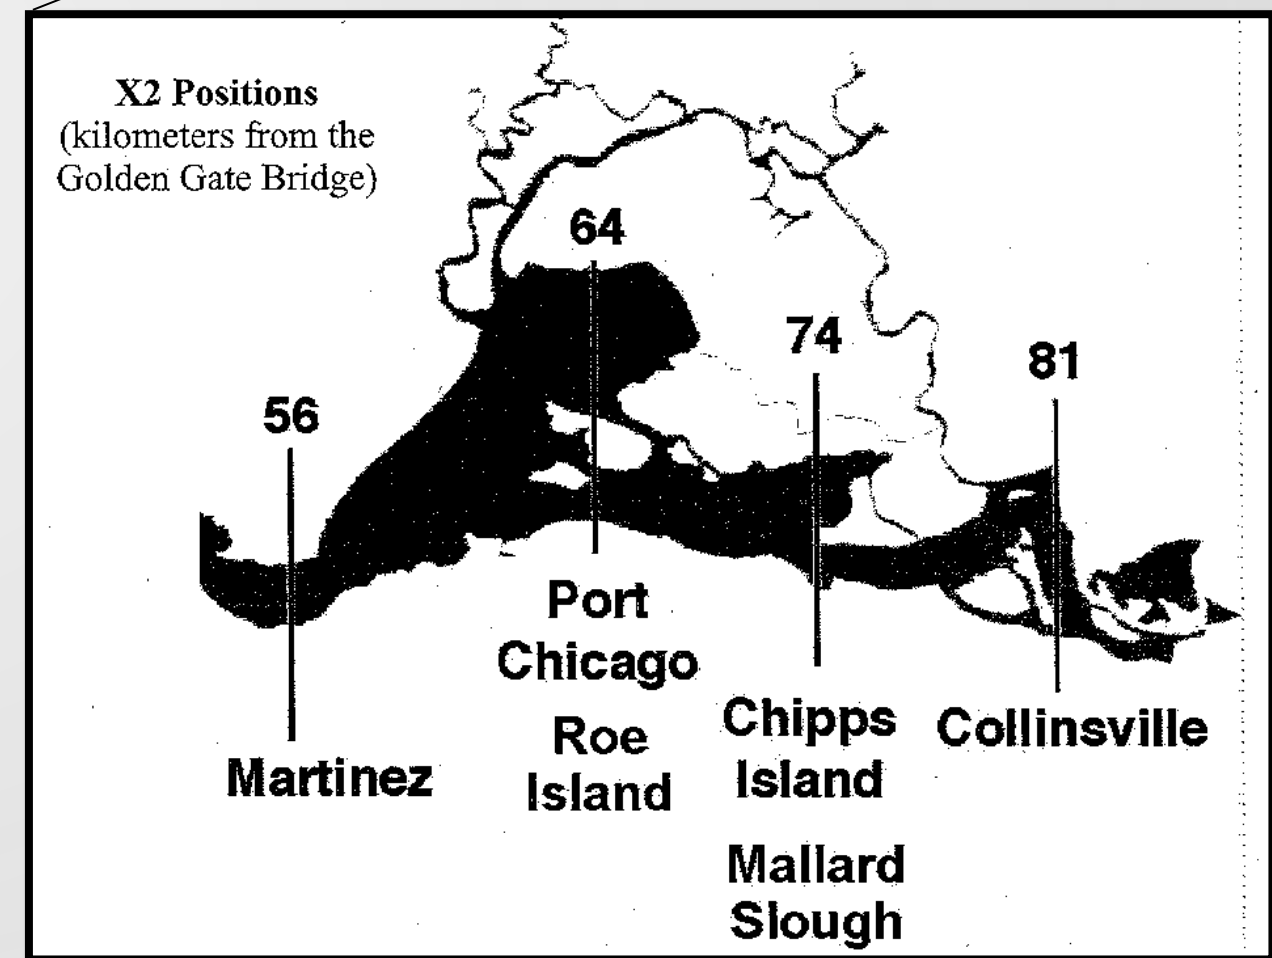 X2 Positions
(kilometers from the
Golden Gate Bridge)
64
74
81
56
Port
Chicago
Roe
Island
Chipps
Island
Mallard
Slough
Collinsville
Martinez